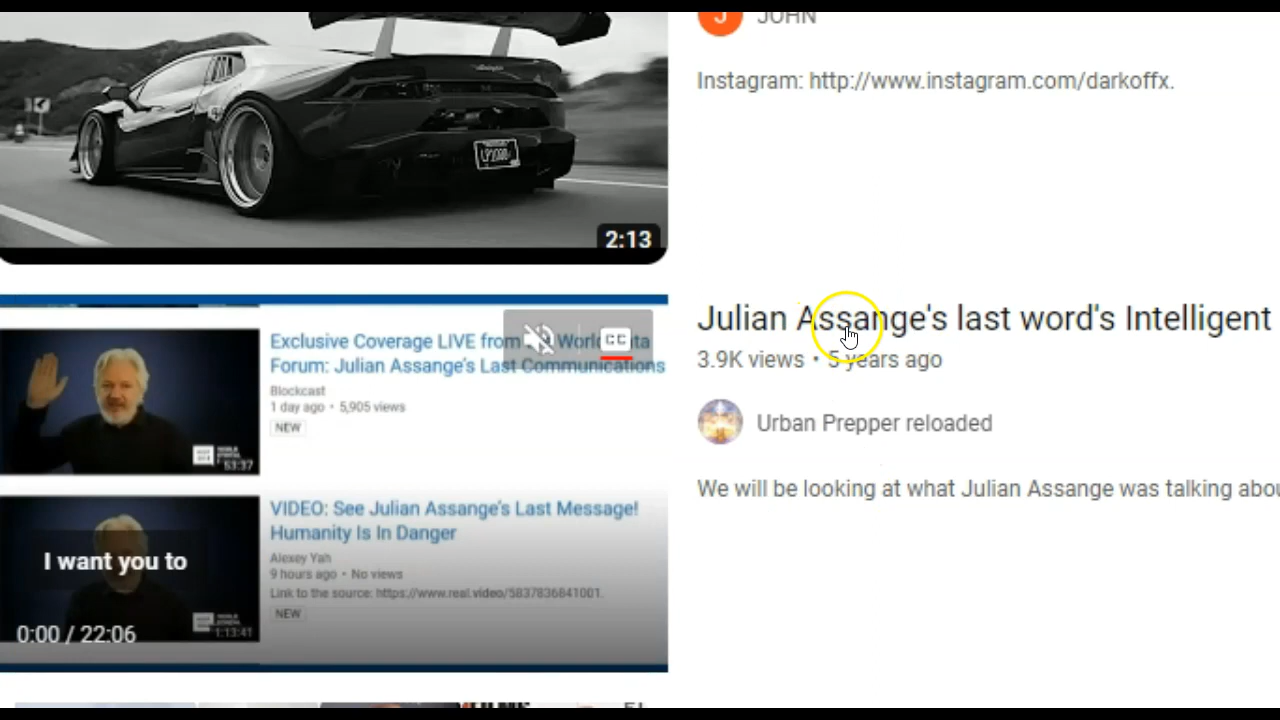 JOHN
Instagram: http://www.instagram.com/darkoffx.
LP1080
2:13
Julian Assange's last word's Intelligent
3.9K views • 5 years ago
Urban Prepper reloaded
We will be looking at what Julian Assange was talking abou
Exclusive Coverage LIVE from World
Forum: Julian Assange's Last Communications
Blockcast
1 day ago • 5,905 views
NEW
53:37
CC
VIDEO: See Julian Assange's Last Message!
Humanity Is In Danger
Alexey Yah
9 hours ago • No views
Link to the source: https://www.real.video/5837836841001.
NEW
I want you to
1:13:41
0:00 / 22:06